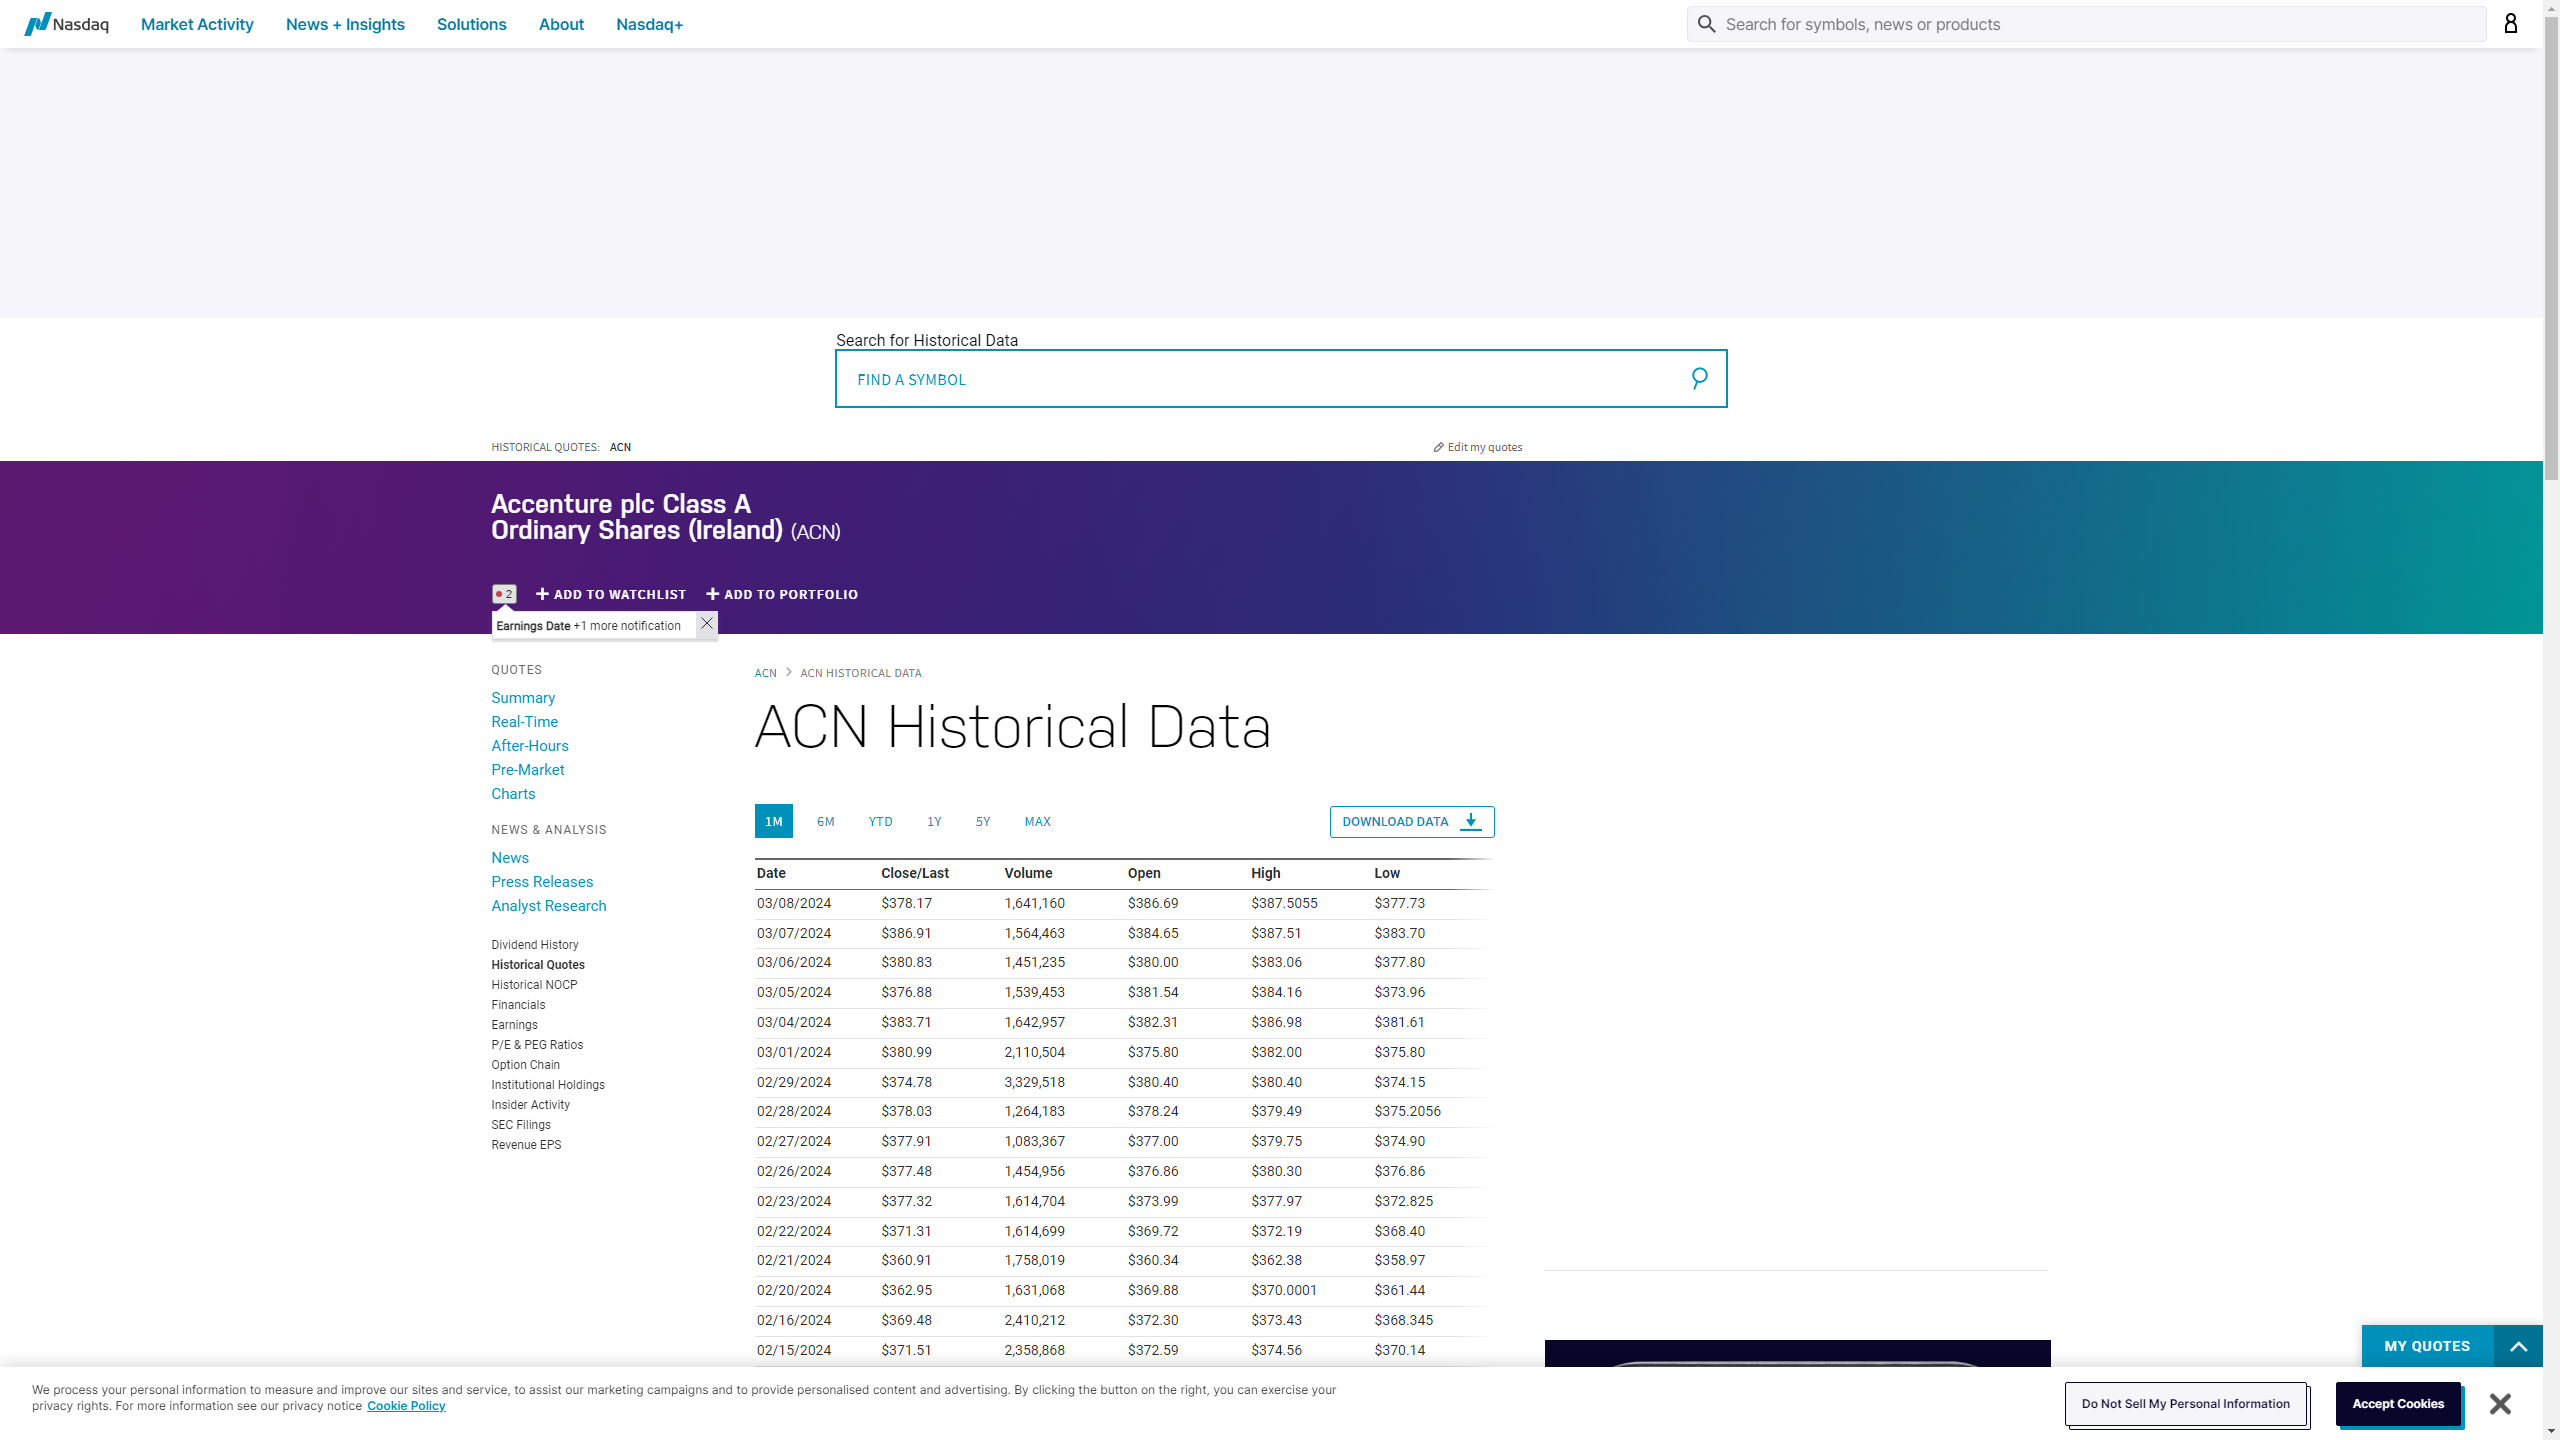 Nasdaq Market Activity News + Insights Solutions About Nasdaq+ Search for symbols, news or products
Search for Historical Data
FIND A SYMBOL
HISTORICAL QUOTES: ACN Edit my quotes
Accenture plc Class A
Ordinary Shares (Ireland) (ACN)
2 ADD TO WATCHLIST ADD TO PORTFOLIO
Earnings Date +1 more notification
QUOTES
Summary
Real-Time
After-Hours
Pre-Market
Charts
NEWS & ANALYSIS
News
Press Releases
Analyst Research
Dividend History
Historical Quotes
Historical NOCP
Financials
Earnings
P/E & PEG Ratios
Option Chain
Institutional Holdings
Insider Activity
SEC Filings
Revenue EPS
ACN > ACN HISTORICAL DATA
ACN Historical Data
1M 6M YTD 1Y 5Y MAX DOWNLOAD DATA
Date Close/Last Volume Open High Low
03/08/2024 $378.17 1,641,160 $386.69 $387.5055 $377.73
03/07/2024 $386.91 1,564,463 $384.65 $387.51 $383.70
03/06/2024 $380.83 1,451,235 $380.00 $383.06 $377.80
03/05/2024 $376.88 1,539,453 $381.54 $384.16 $373.96
03/04/2024 $383.71 1,642,957 $382.31 $386.98 $381.61
03/01/2024 $380.99 2,110,504 $375.80 $382.00 $375.80
02/29/2024 $374.78 3,329,518 $380.40 $380.40 $374.15
02/28/2024 $378.03 1,264,183 $378.24 $379.49 $375.2056
02/27/2024 $377.91 1,083,367 $377.00 $379.75 $374.90
02/26/2024 $377.48 1,454,956 $376.86 $380.30 $376.86
02/23/2024 $377.32 1,614,704 $373.99 $377.97 $372.825
02/22/2024 $371.31 1,614,699 $369.72 $372.19 $368.40
02/21/2024 $360.91 1,758,019 $360.34 $362.38 $358.97
02/20/2024 $362.95 1,631,068 $369.88 $370.0001 $361.44
02/16/2024 $369.48 2,410,212 $372.30 $373.43 $368.345
02/15/2024 $371.51 2,358,868 $372.59 $374.56 $370.14
MY QUOTES
We process your personal information to measure and improve our sites and service, to assist our marketing campaigns and to provide personalised content and advertising. By clicking the button on the right, you can exercise your
privacy rights. For more information see our privacy notice Cookie Policy
Do Not Sell My Personal Information Accept Cookies